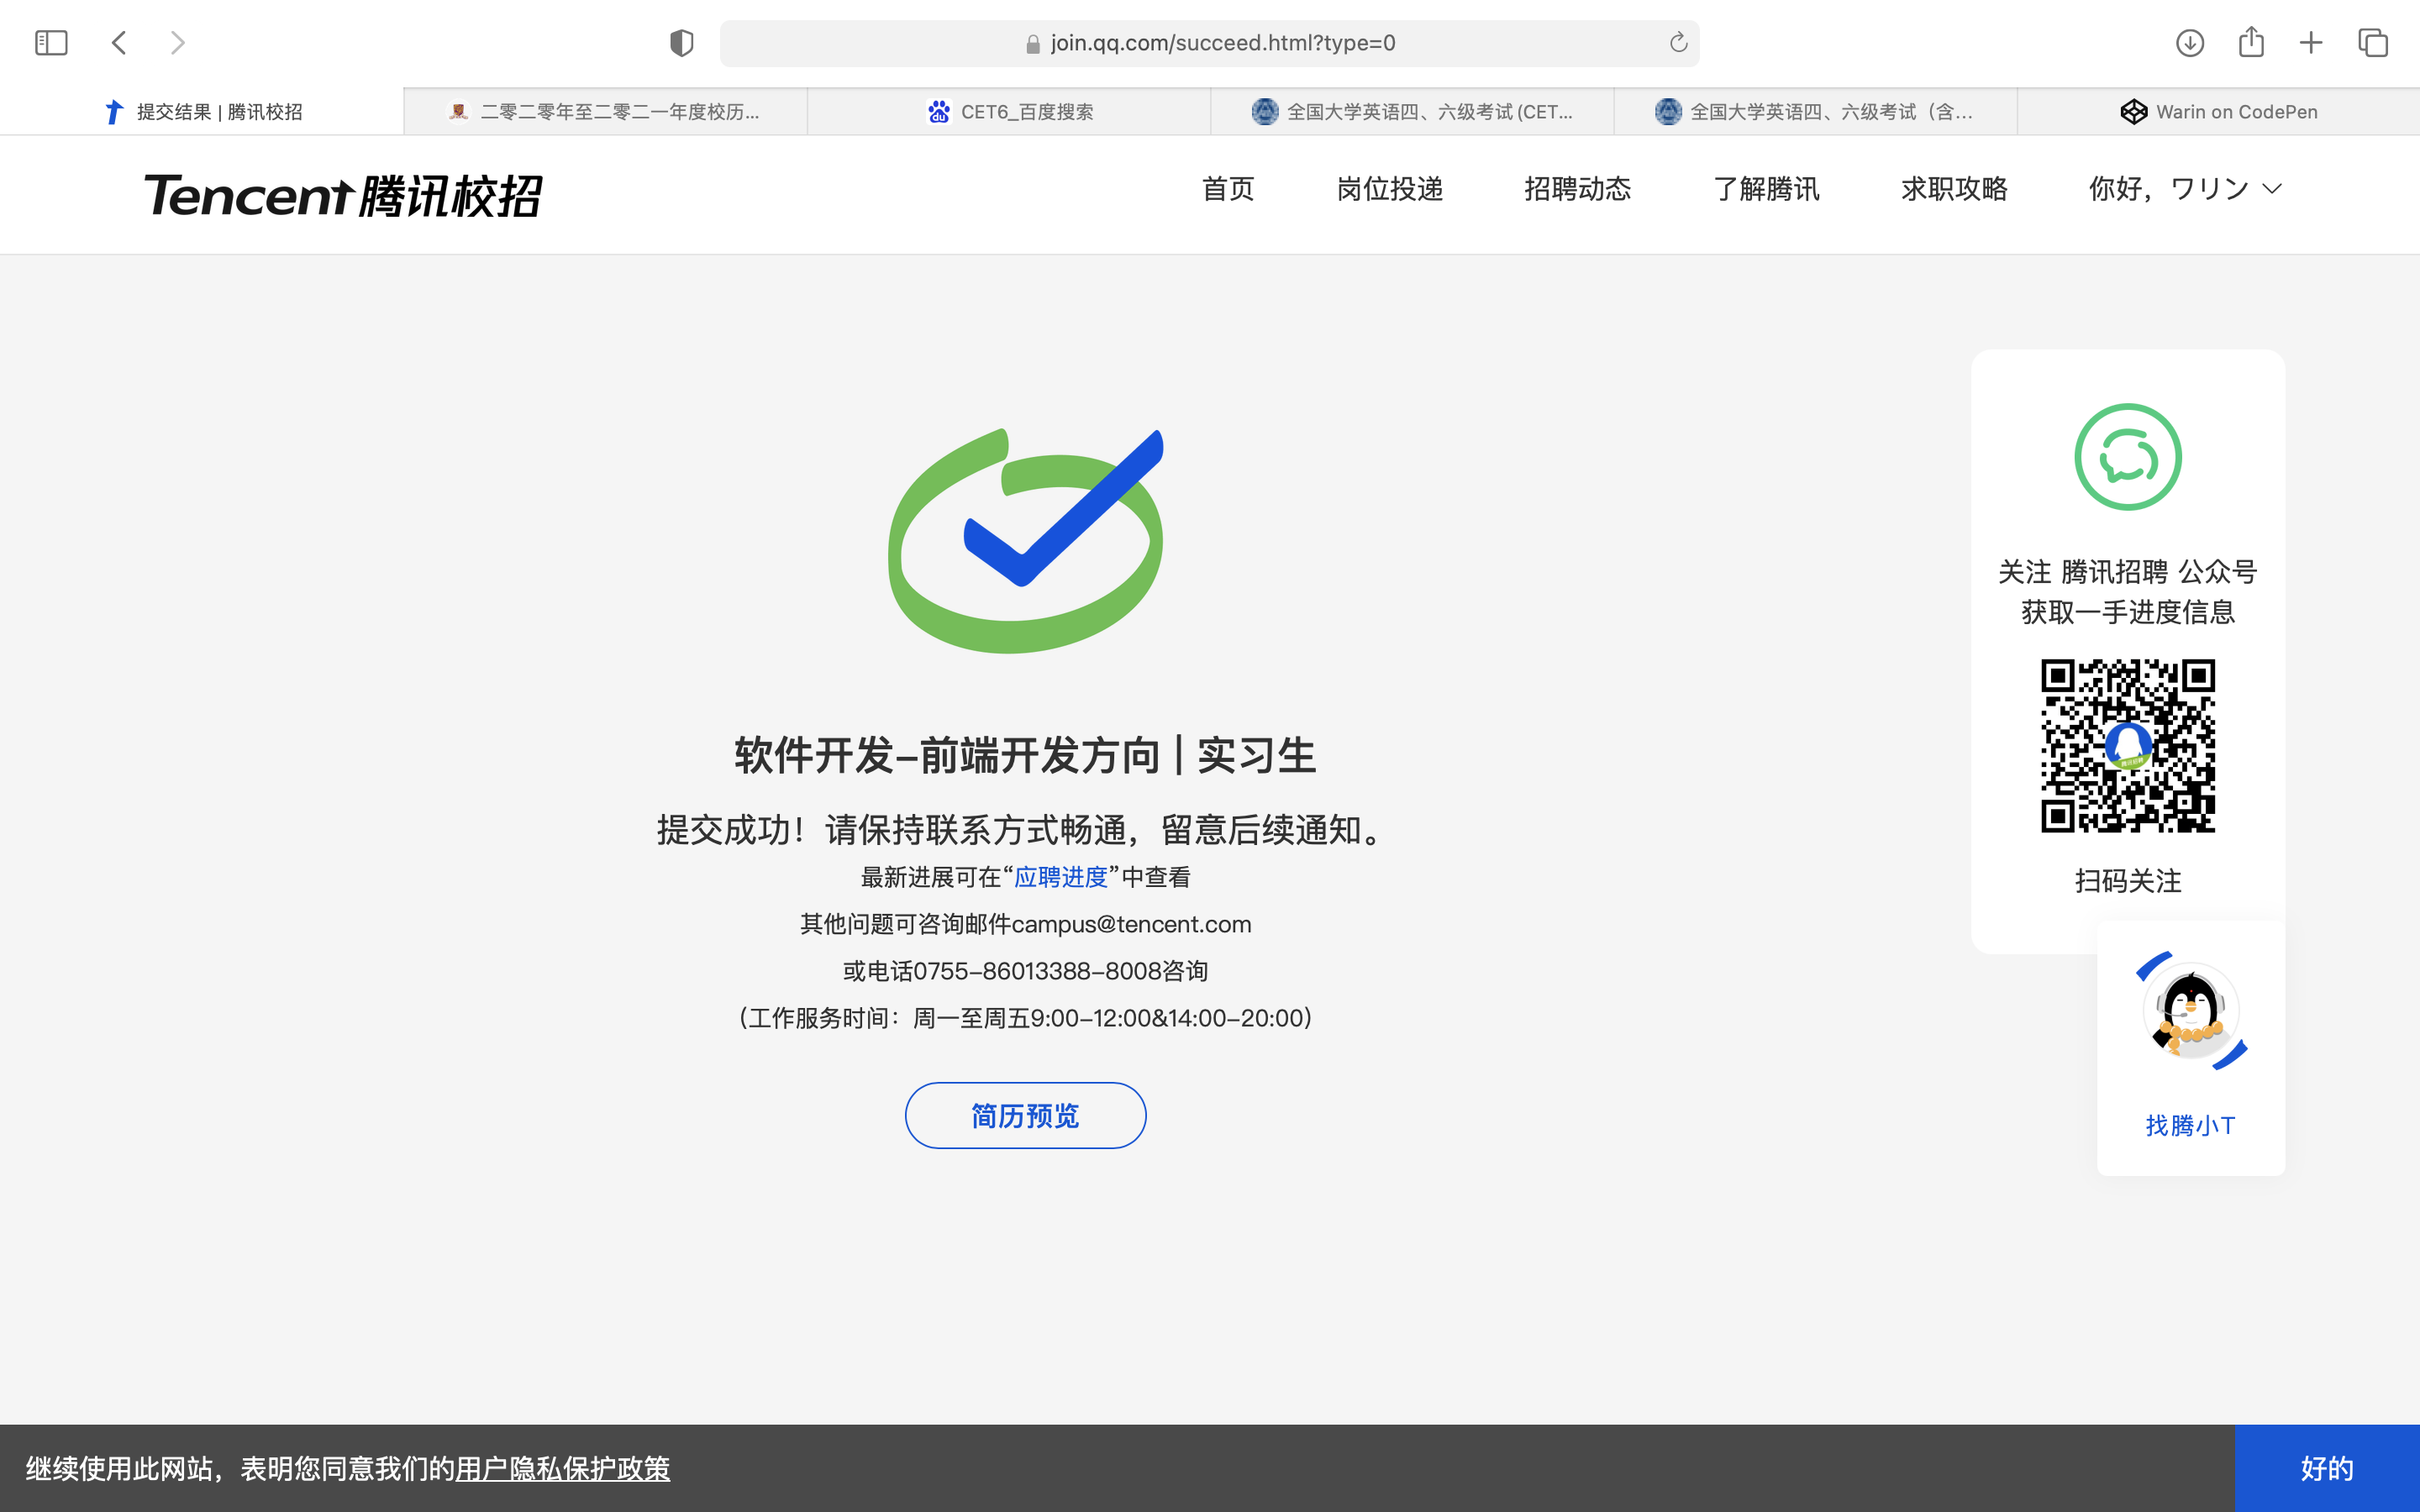 join.qq.com/succeed.html?type=0
提交结果 | 腾讯校招
二零二零年至二零二一年度校历...
CET6_百度搜索
全国大学英语四、六级考试 (CET...
全国大学英语四、六级考试（含...
Warin on CodePen
Tencent腾讯校招
首页
岗位投递
招聘动态
了解腾讯
求职攻略
你好，ワリン
关注 腾讯招聘 公众号
获取一手进度信息
扫码关注
找腾小T
软件开发-前端开发方向 | 实习生
提交成功！请保持联系方式畅通，留意后续通知。
最新进展可在“应聘进度”中查看
其他问题可咨询邮件campus@tencent.com
或电话0755-86013388-8008咨询
（工作服务时间：周一至周五9:00-12:00&14:00-20:00）
简历预览
继续使用此网站，表明您同意我们的用户隐私保护政策
好的